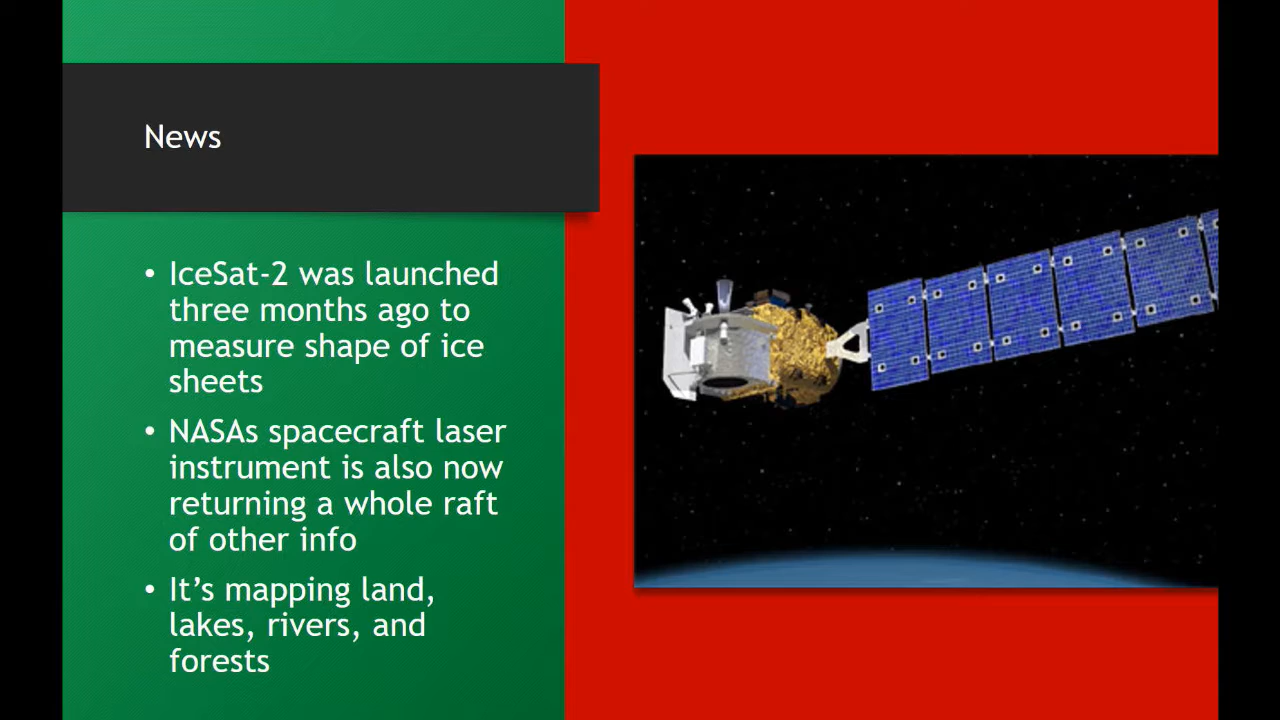 News
• IceSat-2 was launched
three months ago to
measure shape of ice
sheets
• NASAs spacecraft laser
instrument is also now
returning a whole raft
of other info
• It’s mapping land,
lakes, rivers, and
forests